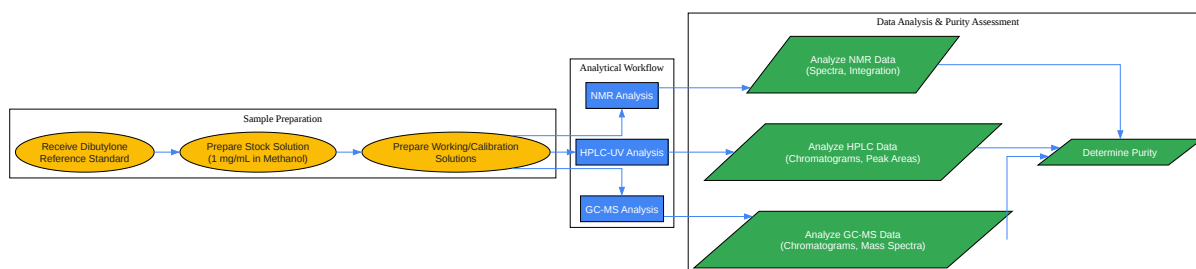 Sample Preparation
Receive Dibutylone
Reference Standard
Prepare Stock Solution
(1 mg/mL in Methanol)
Prepare Working/Calibration
Solutions
Analytical Workflow
NMR Analysis
HPLC-UV Analysis
GC-MS Analysis
Data Analysis & Purity Assessment
Analyze NMR Data
(Spectra, Integration)
Analyze HPLC Data
(Chromatograms, Peak Areas)
Analyze GC-MS Data
(Chromatograms, Mass Spectra)
Determine Purity